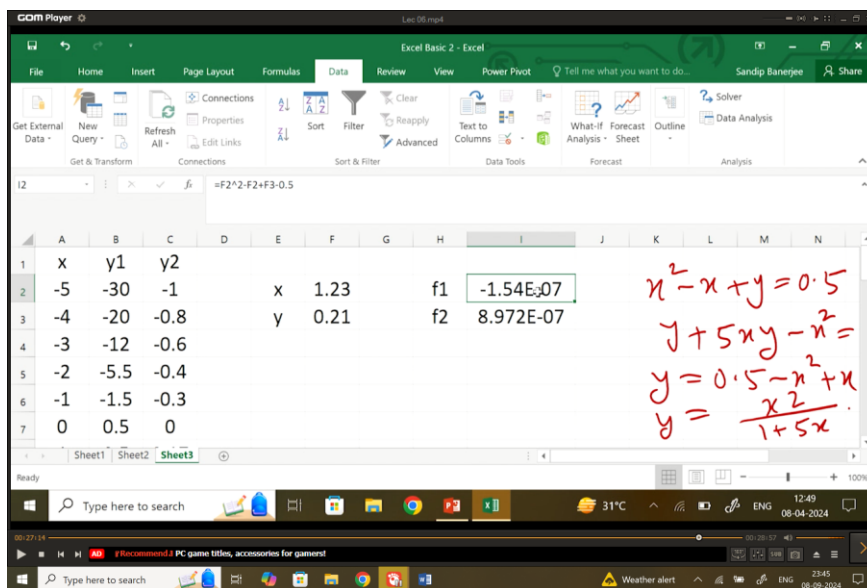 GOM Player
Lec 06.mp4
Excel Basic 2 - Excel
File Home Insert Page Layout Formulas Data Review View Power Pivot Tell me what you want to do... Sandip Banerjee Share
Get External Data
New Query
Refresh All
Connections
Properties
Edit Links
Sort
Filter
Clear
Reapply
Advanced
Text to Columns
What-If Analysis
Forecast Sheet
Outline
Solver
Data Analysis
Get & Transform Connections Sort & Filter Data Tools Forecast Analysis
I2 fx =F2^2-F2+F3-0.5
A B C D E F G H I J K L M N
1 x y1 y2
2 -5 -30 -1 x 1.23 f1 -1.54E-07
3 -4 -20 -0.8 y 0.21 f2 8.972E-07
4 -3 -12 -0.6
5 -2 -5.5 -0.4
6 -1 -1.5 -0.3
7 0 0.5 0
x² - x + y = 0.5
y + 5xy - x² =
y = 0.5 - x² + x
y = x2 / 1 + 5x
Sheet1 Sheet2 Sheet3
Ready 100%
Type here to search 31°C ENG 12:49
08-04-2024
00:27:14 00:28:57
AD #Recommend! PC game titles, accessories for gamers!
Type here to search Weather alert ENG 23:45
08-09-2024